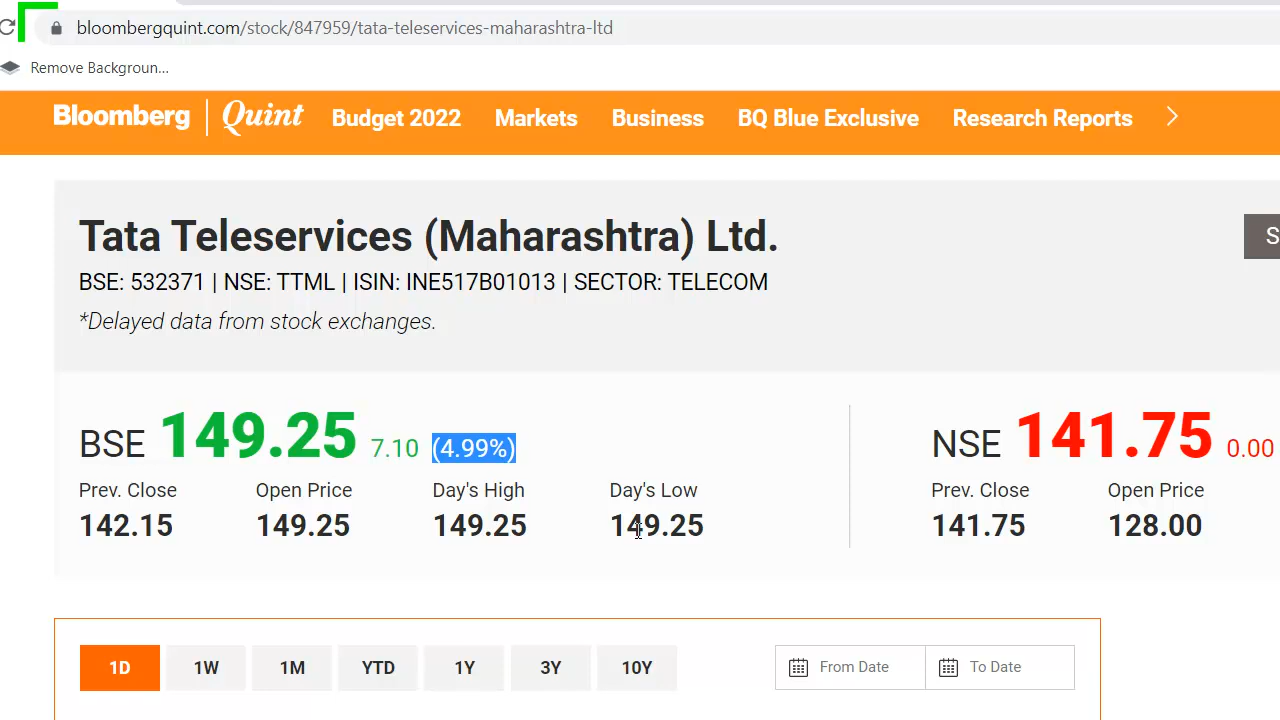 bloombergquint.com/stock/847959/tata-teleservices-maharashtra-ltd
Remove Backgroun...
Bloomberg | Quint Budget 2022 Markets Business BQ Blue Exclusive Research Reports
Tata Teleservices (Maharashtra) Ltd.
S
BSE: 532371 | NSE: TTML | ISIN: INE517B01013 | SECTOR: TELECOM
*Delayed data from stock exchanges.
BSE 149.25 7.10 (4.99%)
Prev. Close Open Price Day's High Day's Low
142.15 149.25 149.25 149.25
NSE 141.75 0.00
Prev. Close Open Price
141.75 128.00
1D 1W 1M YTD 1Y 3Y 10Y From Date To Date